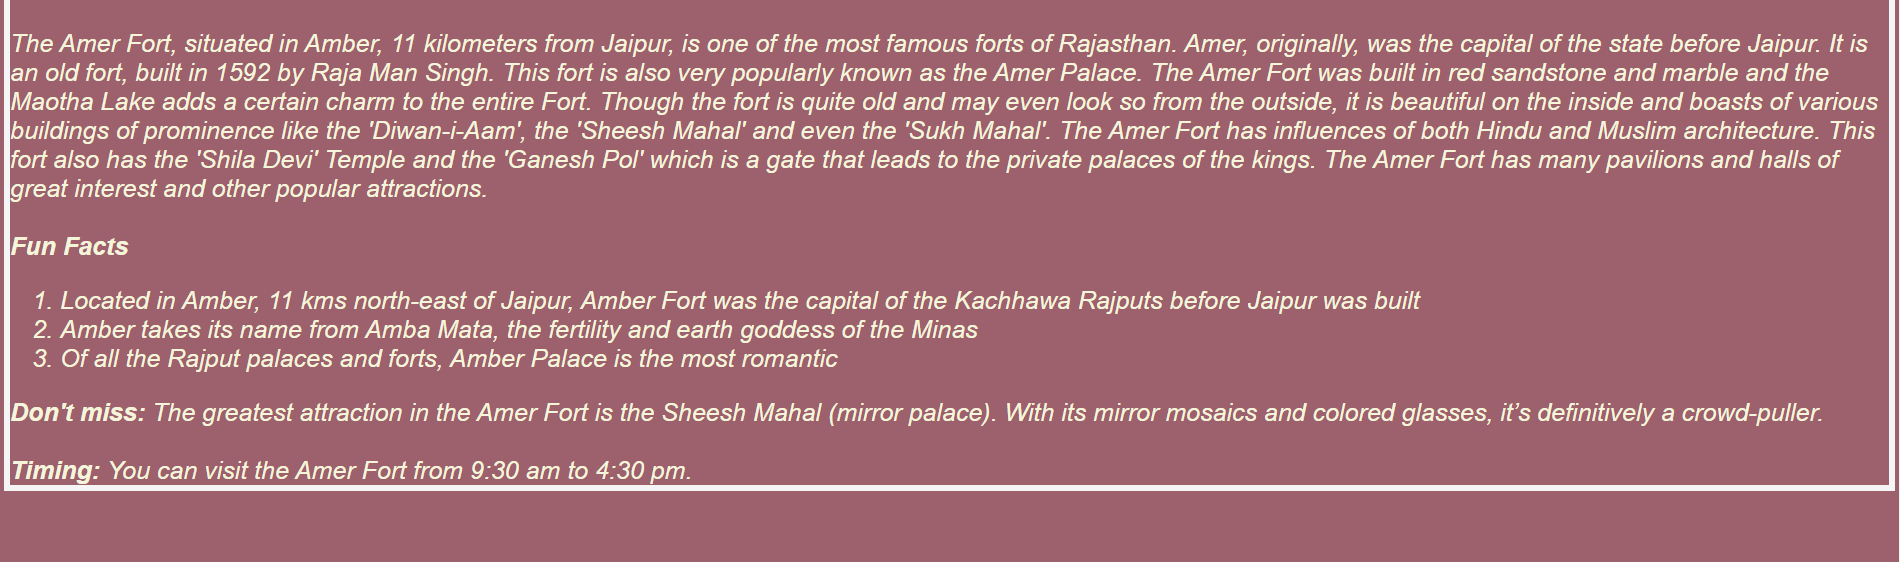 The Amer Fort, situated in Amber, 11 kilometers from Jaipur, is one of the most famous forts of Rajasthan. Amer, originally, was the capital of the state before Jaipur. It is
an old fort, built in 1592 by Raja Man Singh. This fort is also very popularly known as the Amer Palace. The Amer Fort was built in red sandstone and marble and the
Maotha Lake adds a certain charm to the entire Fort. Though the fort is quite old and may even look so from the outside, it is beautiful on the inside and boasts of various
buildings of prominence like the 'Diwan-i-Aam', the 'Sheesh Mahal' and even the 'Sukh Mahal'. The Amer Fort has influences of both Hindu and Muslim architecture. This
fort also has the 'Shila Devi' Temple and the 'Ganesh Pol' which is a gate that leads to the private palaces of the kings. The Amer Fort has many pavilions and halls of
great interest and other popular attractions.
Fun Facts
1. Located in Amber, 11 kms north-east of Jaipur, Amber Fort was the capital of the Kachhawa Rajputs before Jaipur was built
2. Amber takes its name from Amba Mata, the fertility and earth goddess of the Minas
3. Of all the Rajput palaces and forts, Amber Palace is the most romantic
Don't miss: The greatest attraction in the Amer Fort is the Sheesh Mahal (mirror palace). With its mirror mosaics and colored glasses, it’s definitively a crowd-puller.
Timing: You can visit the Amer Fort from 9:30 am to 4:30 pm.